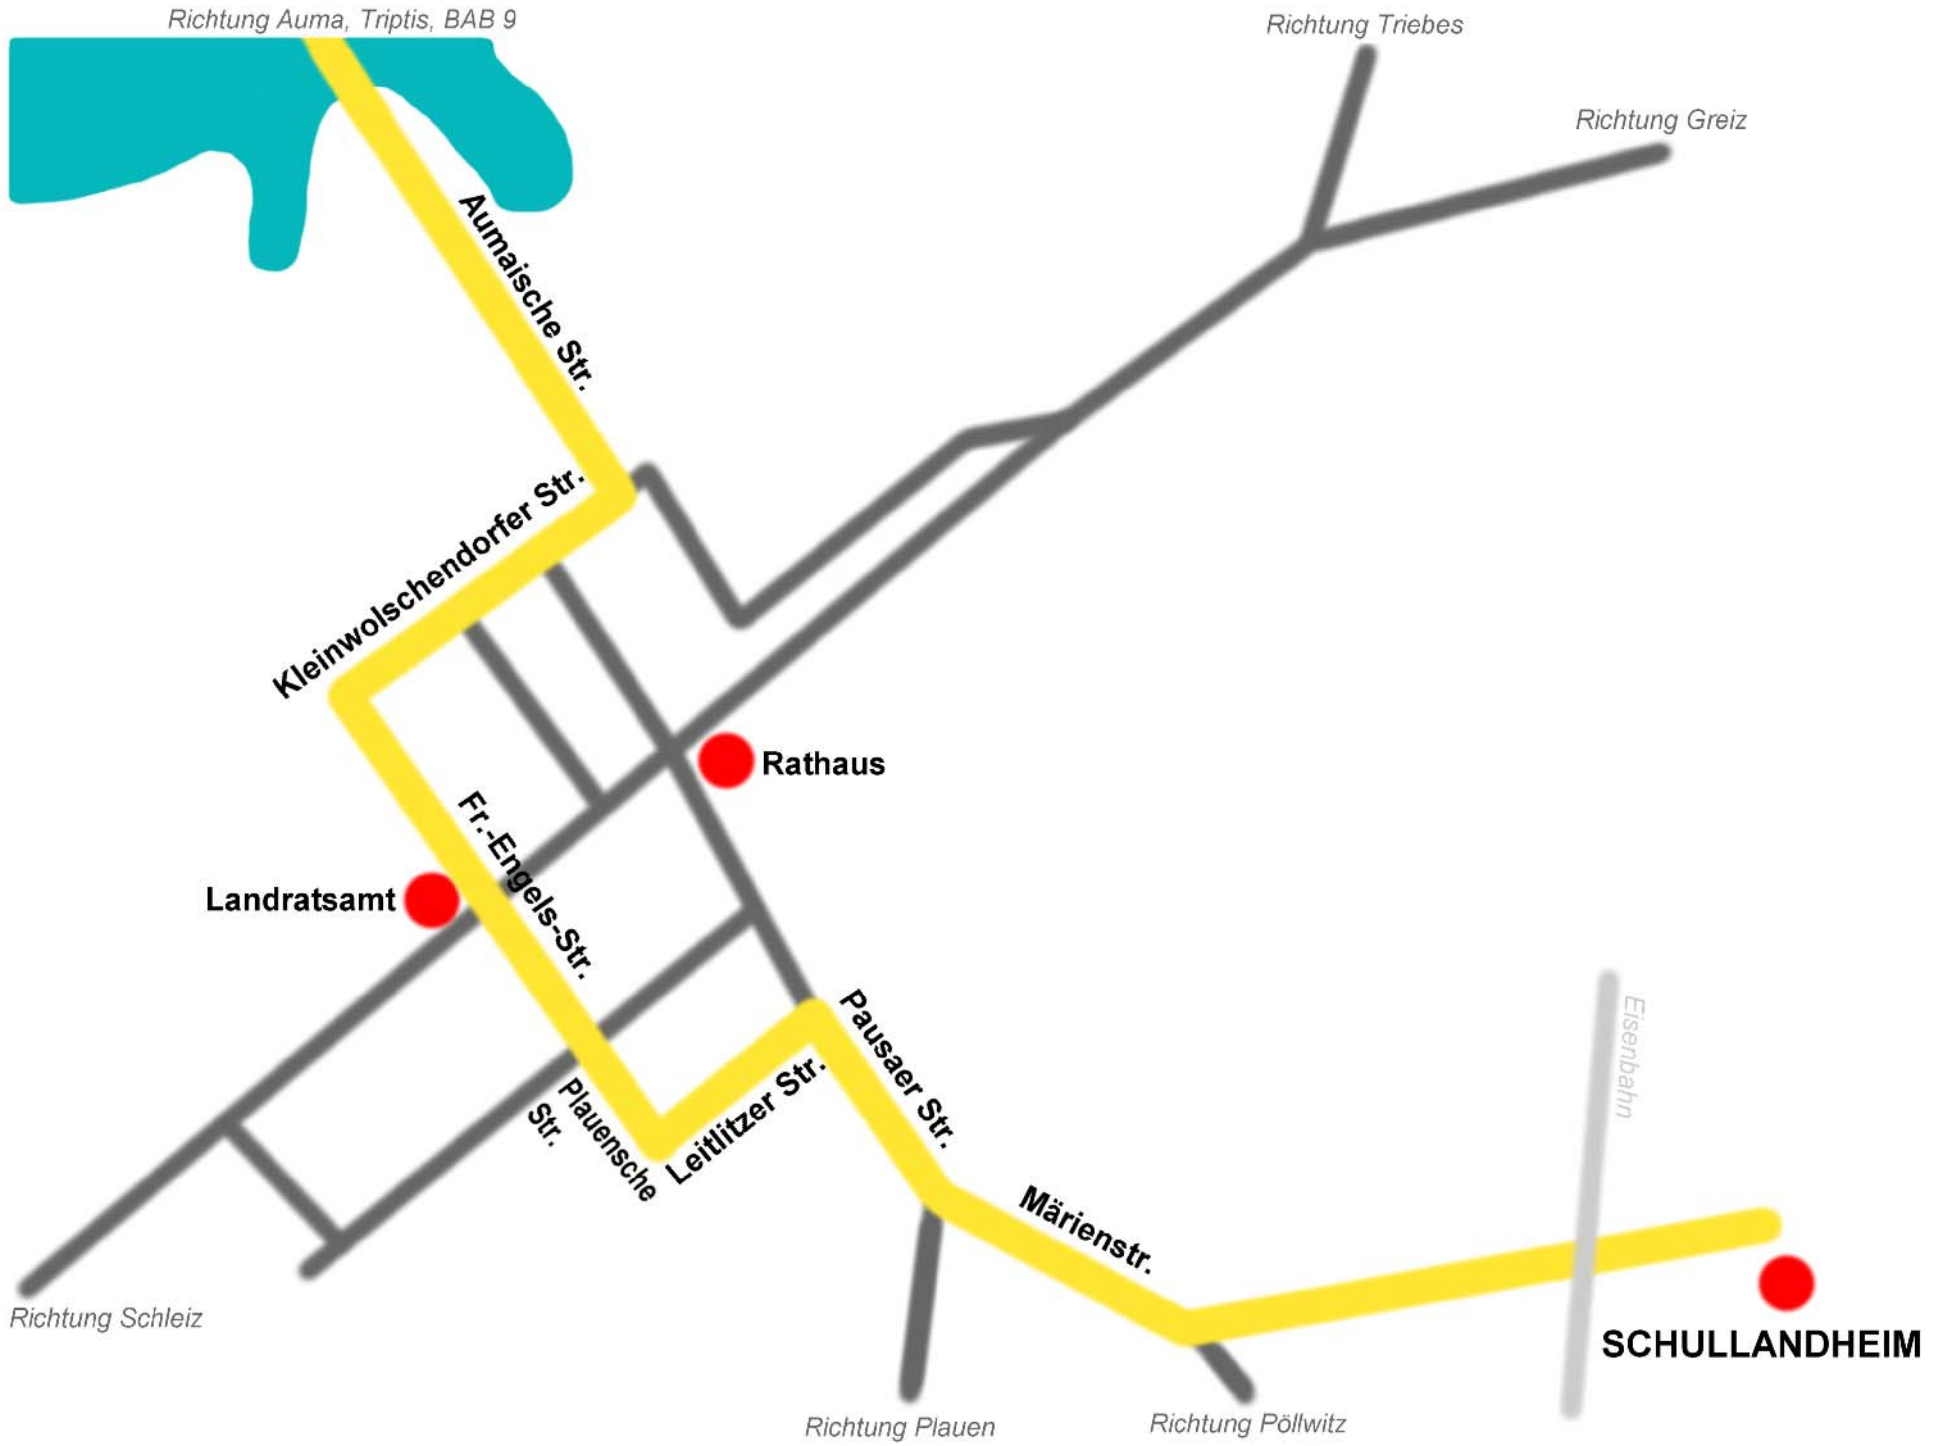 Richtung Auma, Triptis, BAB 9
Richtung Triebes
Richtung Greiz
Aumaische Str.
Kleinwolschendorfer Str.
Rathaus
Fr.-Engels-Str.
Landratsamt
Pausaer Str.
Eisenbahn
Plauensche
Str.
Leitlitzer Str.
Märienstr.
Richtung Schleiz
SCHULLANDHEIM
Richtung Plauen
Richtung Pöllwitz